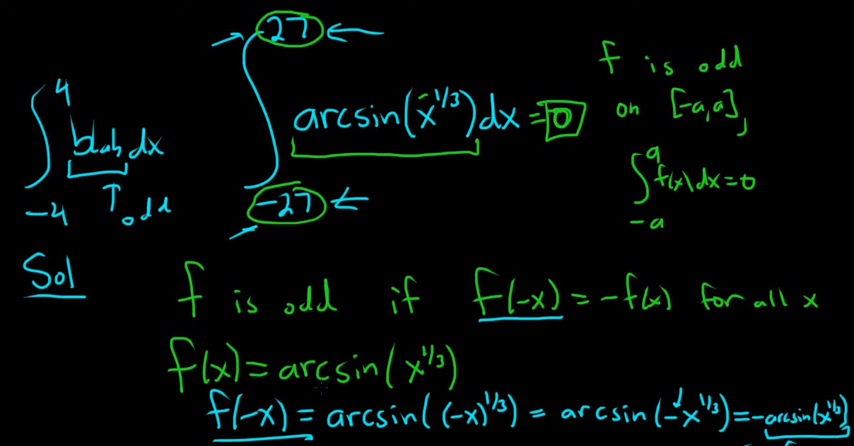 ∫_{-27}^{27} arcsin(x^{1/3})dx = 0
∫_{-4}^{4} blah dx
↑ odd
f is odd
on [-a,a],
∫_{-a}^{a} f(x)dx=0
Sol
f is odd if f(-x) = -f(x) for all x
f(x) = arcsin(x^{1/3})
f(-x) = arcsin((-x)^{1/3}) = arcsin(-x^{1/3}) = -arcsin(x^{1/3})